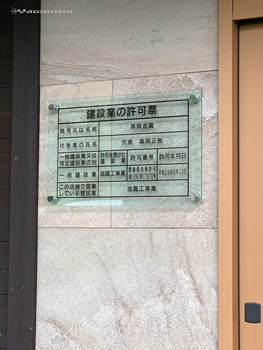 建設業の許可票
商号又は名称 森岡造園
代表者の氏名 代表 森岡正樹
一般建設業又は特定建設業の別 許可を受けた建設業 許可番号 許可年月日
一般建設業 造園工事業
この店舗で営業している建設業 造園工事業